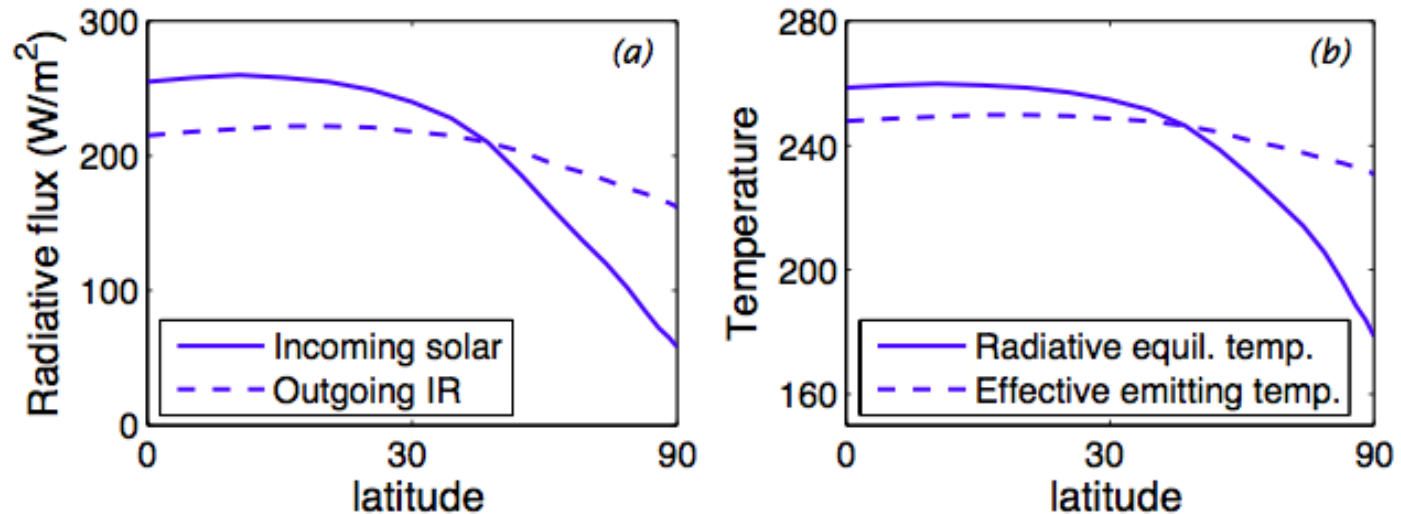 (a)
Radiative flux (W/m²)
300
200
100
0
Incoming solar
Outgoing IR
0 30 90
latitude
(b)
Temperature
280
240
200
160
Radiative equil. temp.
Effective emitting temp.
0 30 90
latitude